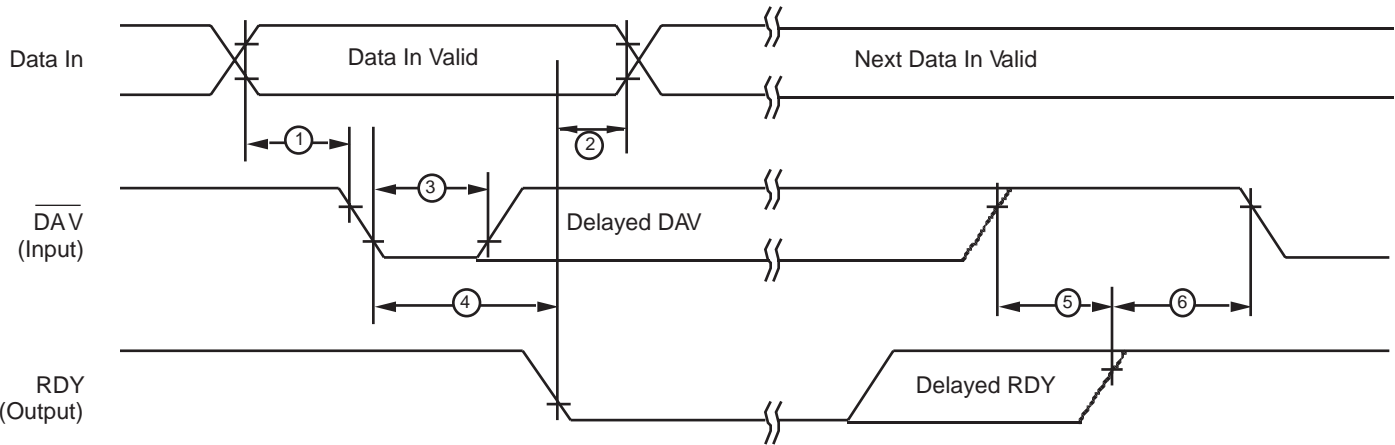 Data In
Data In Valid
Next Data In Valid
1
2
3
DAV
(Input)
Delayed DAV
4
5
6
RDY
(Output)
Delayed RDY